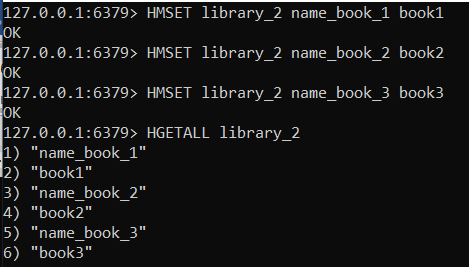 127.0.0.1:6379> HMSET library_2 name_book_1 book1
OK
127.0.0.1:6379> HMSET library_2 name_book_2 book2
OK
127.0.0.1:6379> HMSET library_2 name_book_3 book3
OK
127.0.0.1:6379> HGETALL library_2
1) "name_book_1"
2) "book1"
3) "name_book_2"
4) "book2"
5) "name_book_3"
6) "book3"